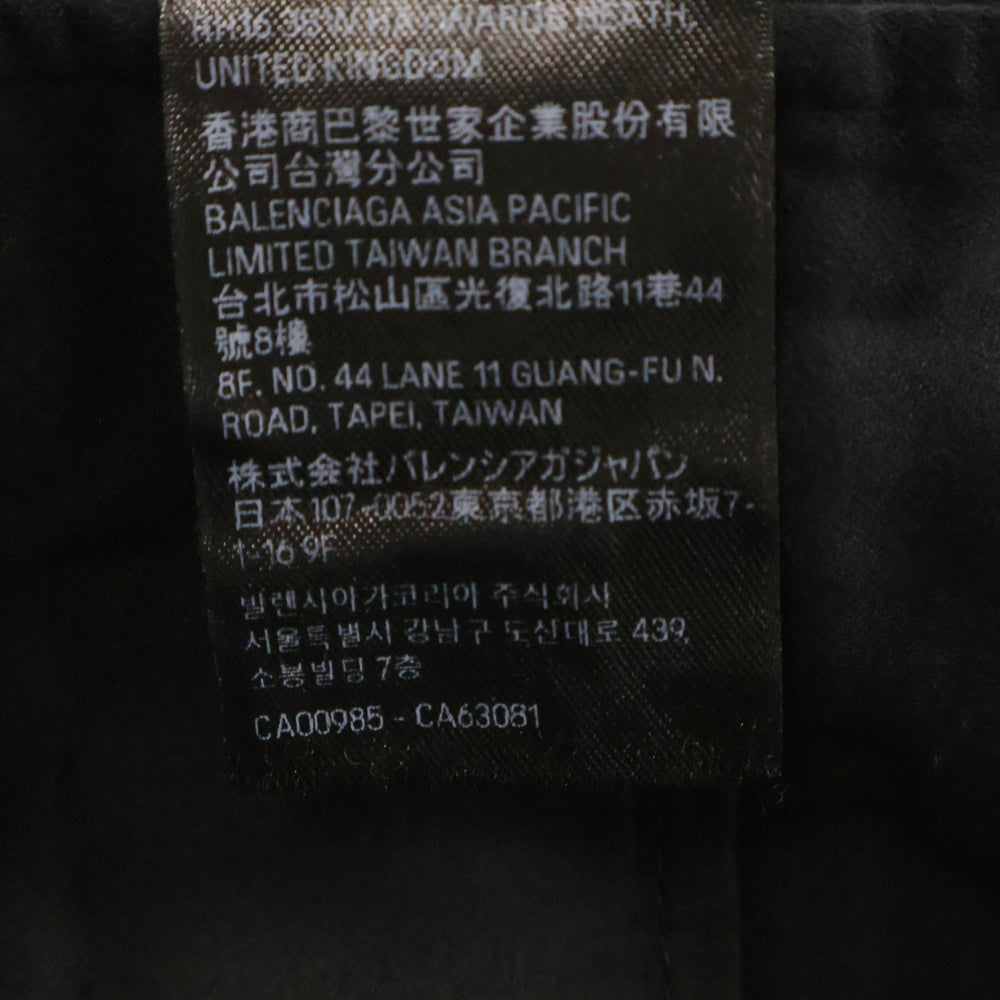 RH16 3SW HAYWARDS HEATH,
UNITED KINGDOM
香港商巴黎世家企業股份有限
公司台灣分公司
BALENCIAGA ASIA PACIFIC
LIMITED TAIWAN BRANCH
台北市松山區光復北路11巷44
號8樓
8F. NO. 44 LANE 11 GUANG-FU N.
ROAD, TAPEI, TAIWAN
株式会社バレンシアガジャパン
日本107-0052東京都港区赤坂7-
1-16 9F
발렌시아가코리아 주식회사
서울특별시 강남구 도산대로 439,
소봉빌딩 7층
CA00985 - CA63081